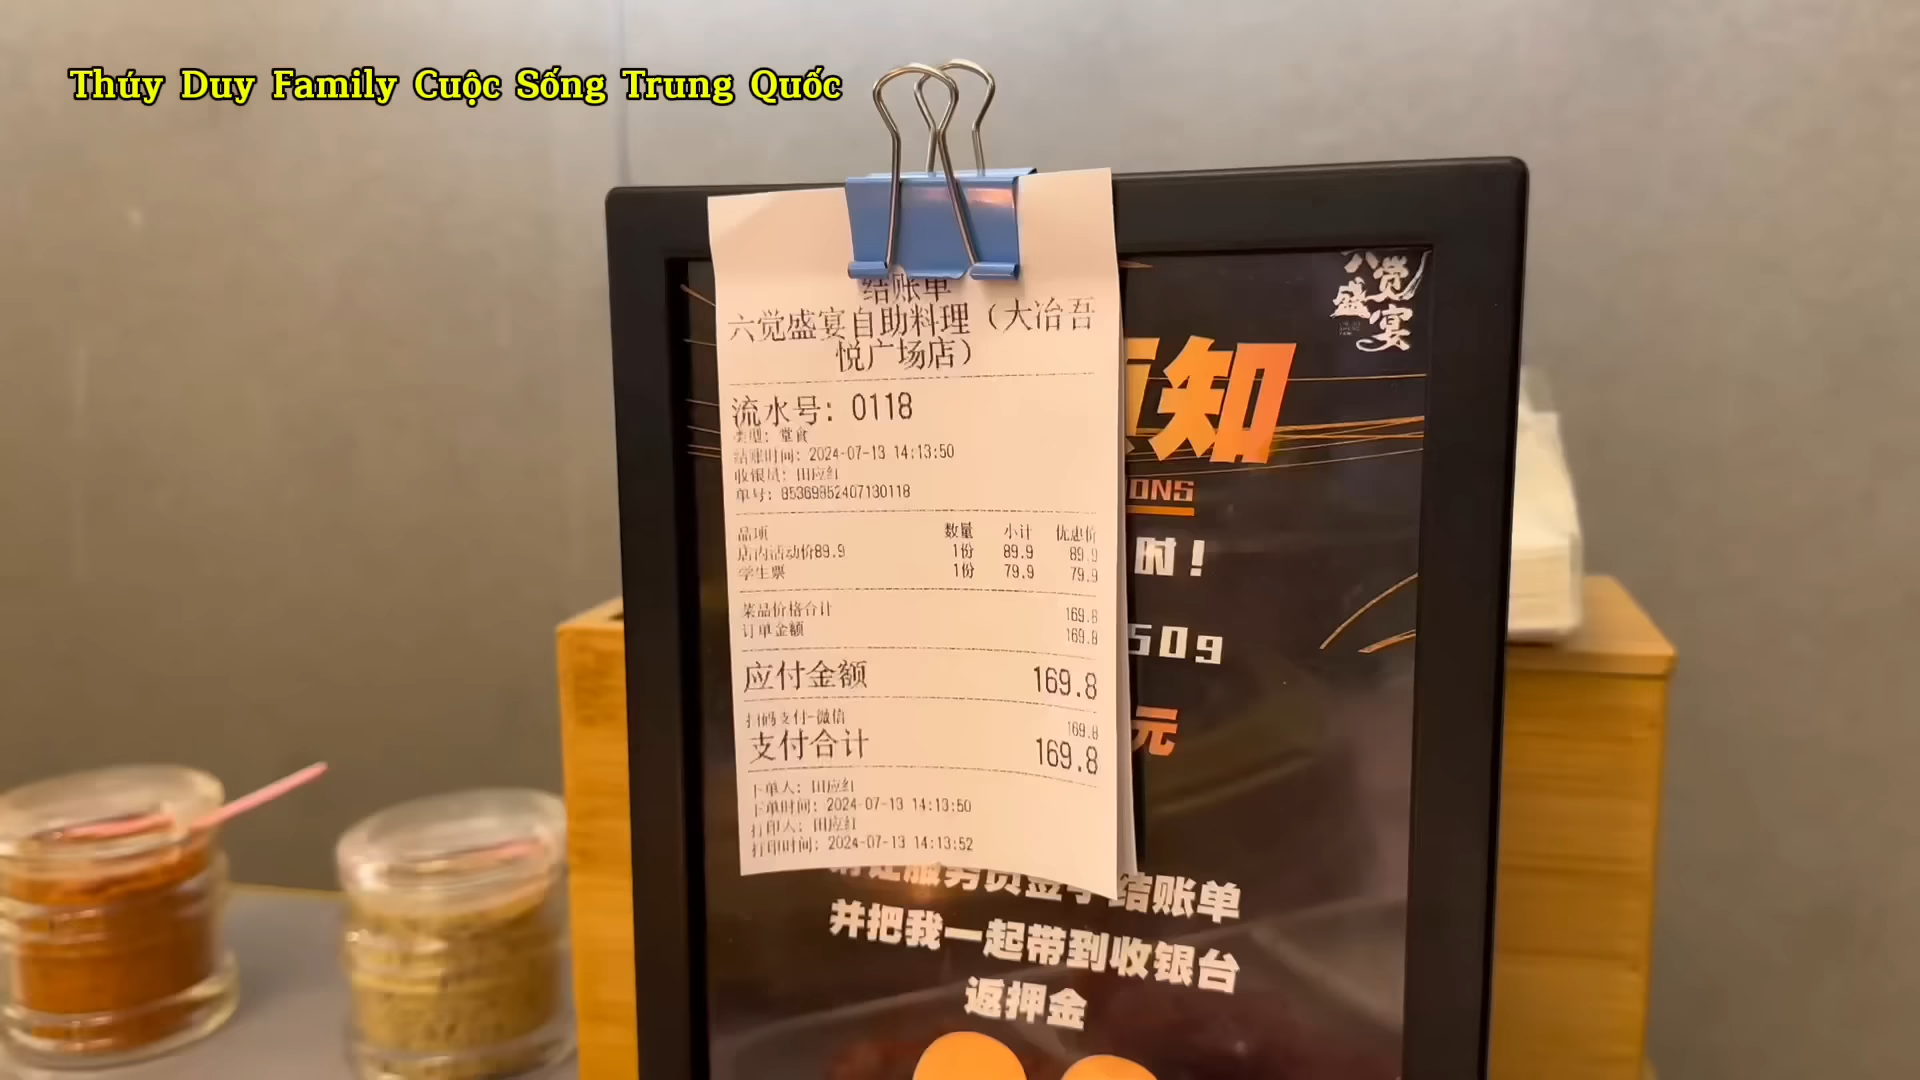 Thúy Duy Family Cuộc Sống Trung Quốc
结账单
六觉盛宴自助料理（大冶吾
悦广场店）
流水号: 0118
类型: 堂食
结账时间: 2024-07-13 14:13:50
收银员: 田应红
单号: 85369852407130118
品项 数量 小计 优惠价
店内活动价89.9 1份 89.9 89.9
学生票 1份 79.9 79.9
菜品价格合计 169.8
订单金额 169.8
应付金额 169.8
扫码支付-微信 169.8
支付合计 169.8
下单人: 田应红
下单时间: 2024-07-13 14:13:50
打印人: 田应红
打印时间: 2024-07-13 14:13:52
六觉
盛宴
知
IONS
时!
50g
元
结账单
并把我一起带到收银台
返押金